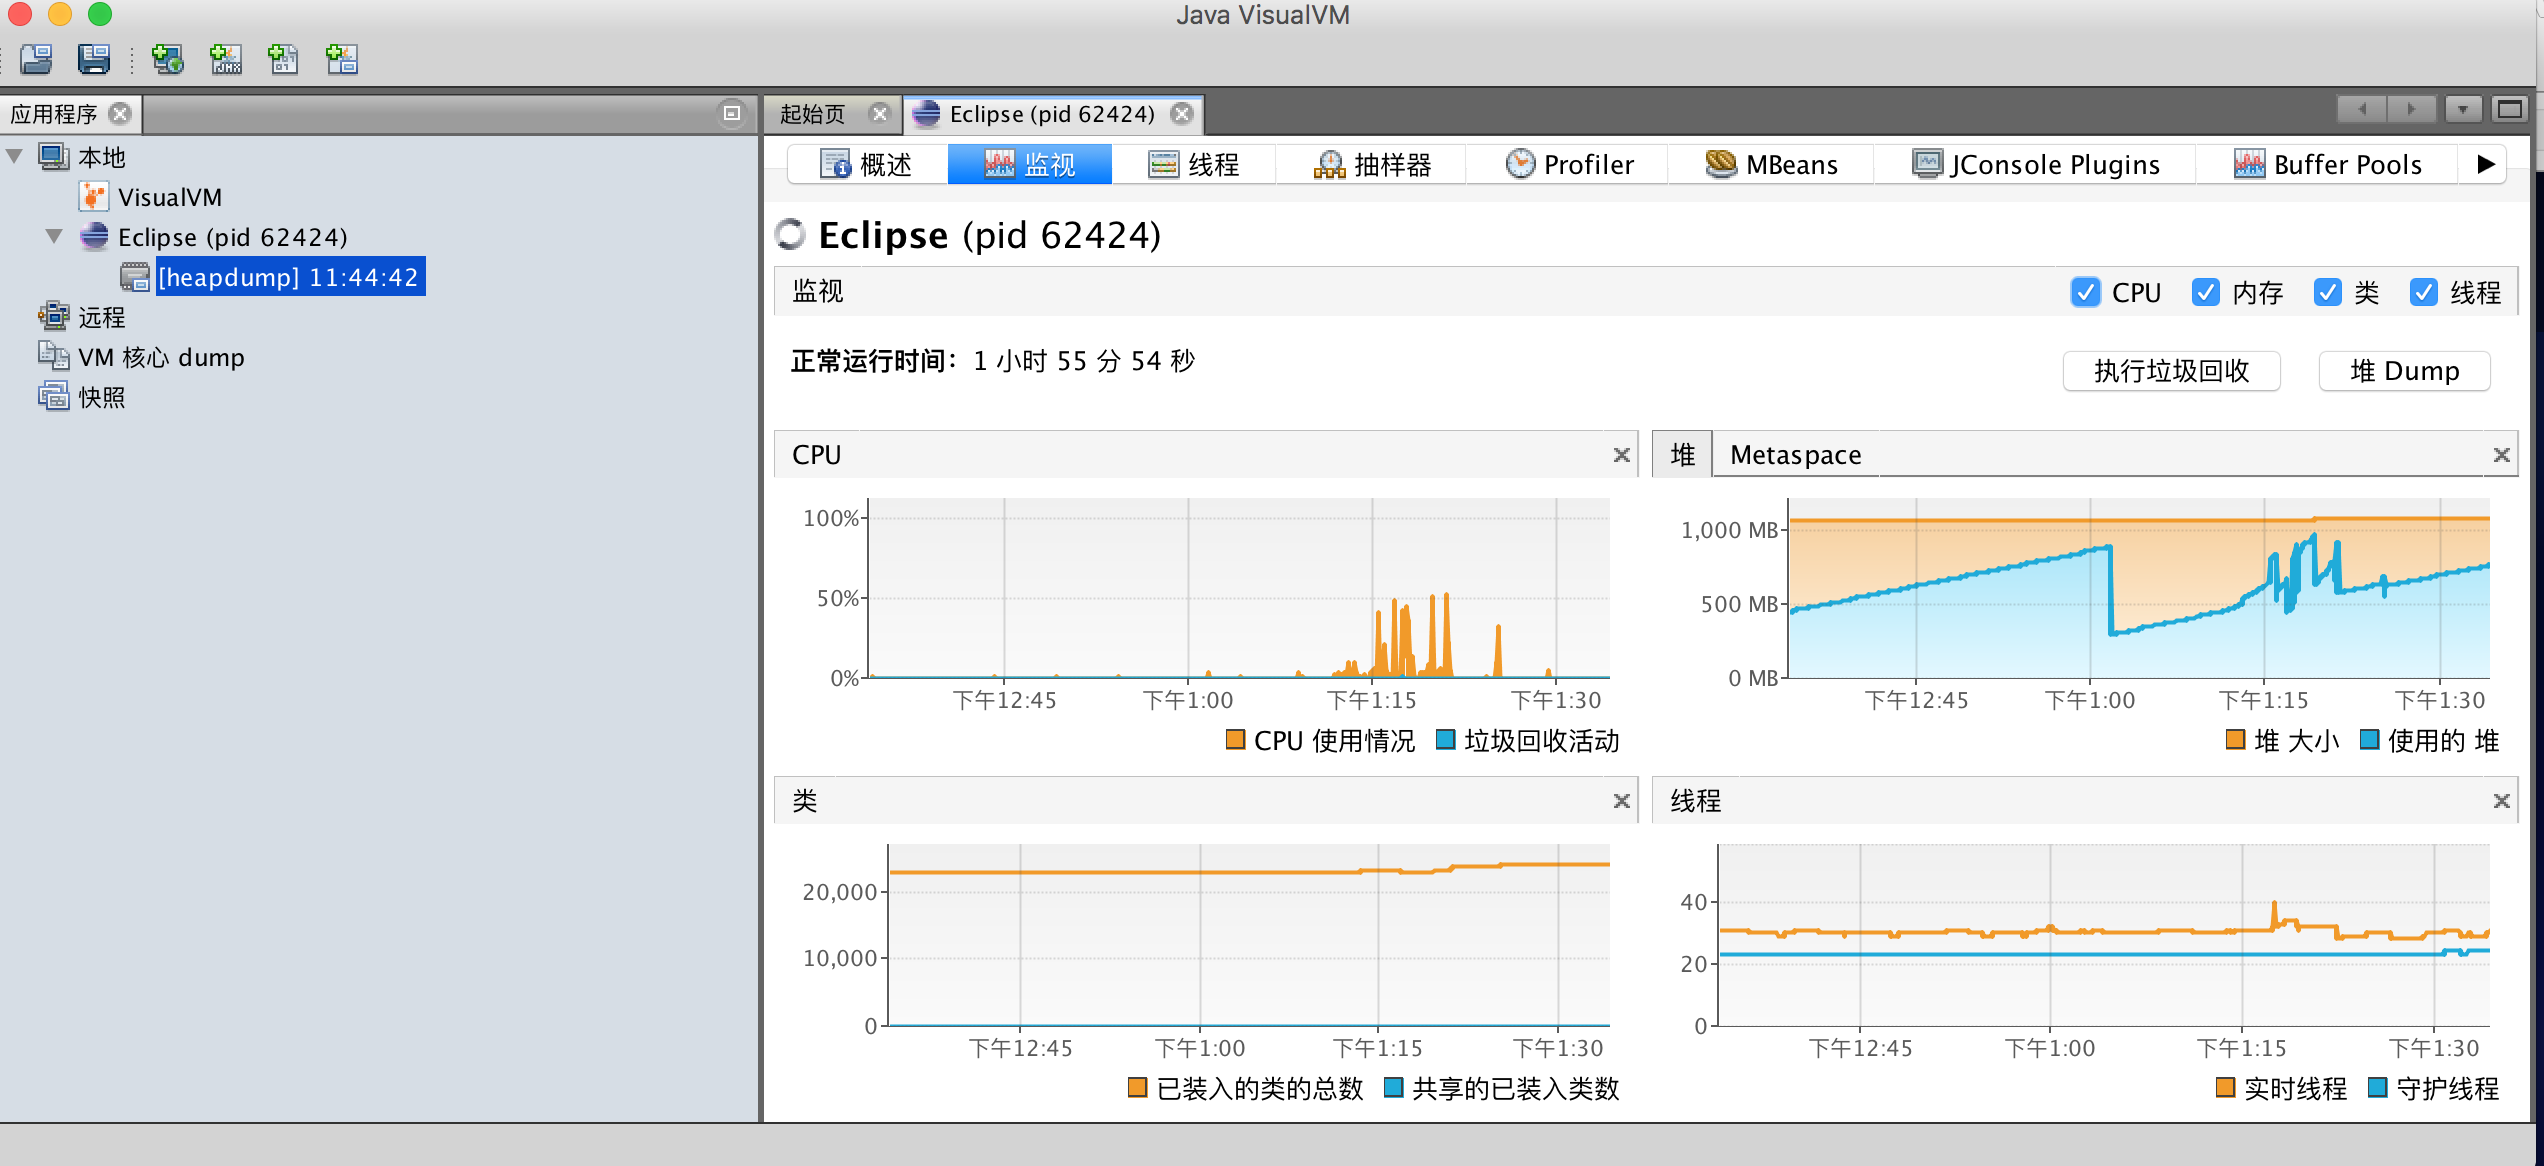 Java VisualVM
应用程序
本地
VisualVM
Eclipse (pid 62424)
[heapdump] 11:44:42
远程
VM 核心 dump
快照
起始页 Eclipse (pid 62424)
概述 监视 线程 抽样器 Profiler MBeans JConsole Plugins Buffer Pools
Eclipse (pid 62424)
监视 CPU 内存 类 线程
正常运行时间: 1 小时 55 分 54 秒
执行垃圾回收 堆 Dump
CPU
100%
50%
0%
下午12:45 下午1:00 下午1:15 下午1:30
CPU 使用情况 垃圾回收活动
堆 Metaspace
1,000 MB
500 MB
0 MB
下午12:45 下午1:00 下午1:15 下午1:30
堆 大小 使用的 堆
类
20,000
10,000
0
下午12:45 下午1:00 下午1:15 下午1:30
已装入的类的总数 共享的已装入类数
线程
40
20
0
下午12:45 下午1:00 下午1:15 下午1:30
实时线程 守护线程